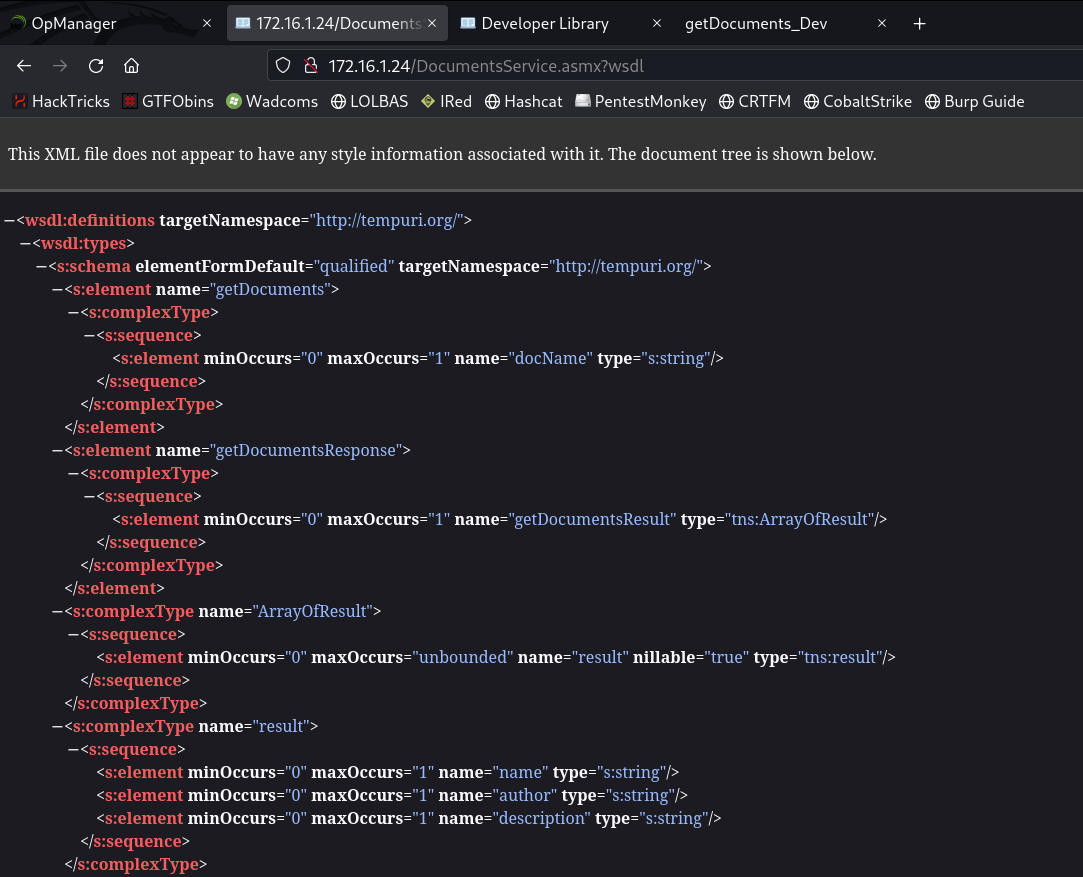 OpManager
172.16.1.24/Documents
Developer Library
getDocuments_Dev
172.16.1.24/DocumentsService.asmx?wsdl
HackTricks GTFObins Wadcoms LOLBAS IRed Hashcat PentestMonkey CRTFM CobaltStrike Burp Guide
This XML file does not appear to have any style information associated with it. The document tree is shown below.
−<wsdl:definitions targetNamespace="http://tempuri.org/">
−<wsdl:types>
−<s:schema elementFormDefault="qualified" targetNamespace="http://tempuri.org/">
−<s:element name="getDocuments">
−<s:complexType>
−<s:sequence>
<s:element minOccurs="0" maxOccurs="1" name="docName" type="s:string"/>
</s:sequence>
</s:complexType>
</s:element>
−<s:element name="getDocumentsResponse">
−<s:complexType>
−<s:sequence>
<s:element minOccurs="0" maxOccurs="1" name="getDocumentsResult" type="tns:ArrayOfResult"/>
</s:sequence>
</s:complexType>
</s:element>
−<s:complexType name="ArrayOfResult">
−<s:sequence>
<s:element minOccurs="0" maxOccurs="unbounded" name="result" nillable="true" type="tns:result"/>
</s:sequence>
</s:complexType>
−<s:complexType name="result">
−<s:sequence>
<s:element minOccurs="0" maxOccurs="1" name="name" type="s:string"/>
<s:element minOccurs="0" maxOccurs="1" name="author" type="s:string"/>
<s:element minOccurs="0" maxOccurs="1" name="description" type="s:string"/>
</s:sequence>
</s:complexType>